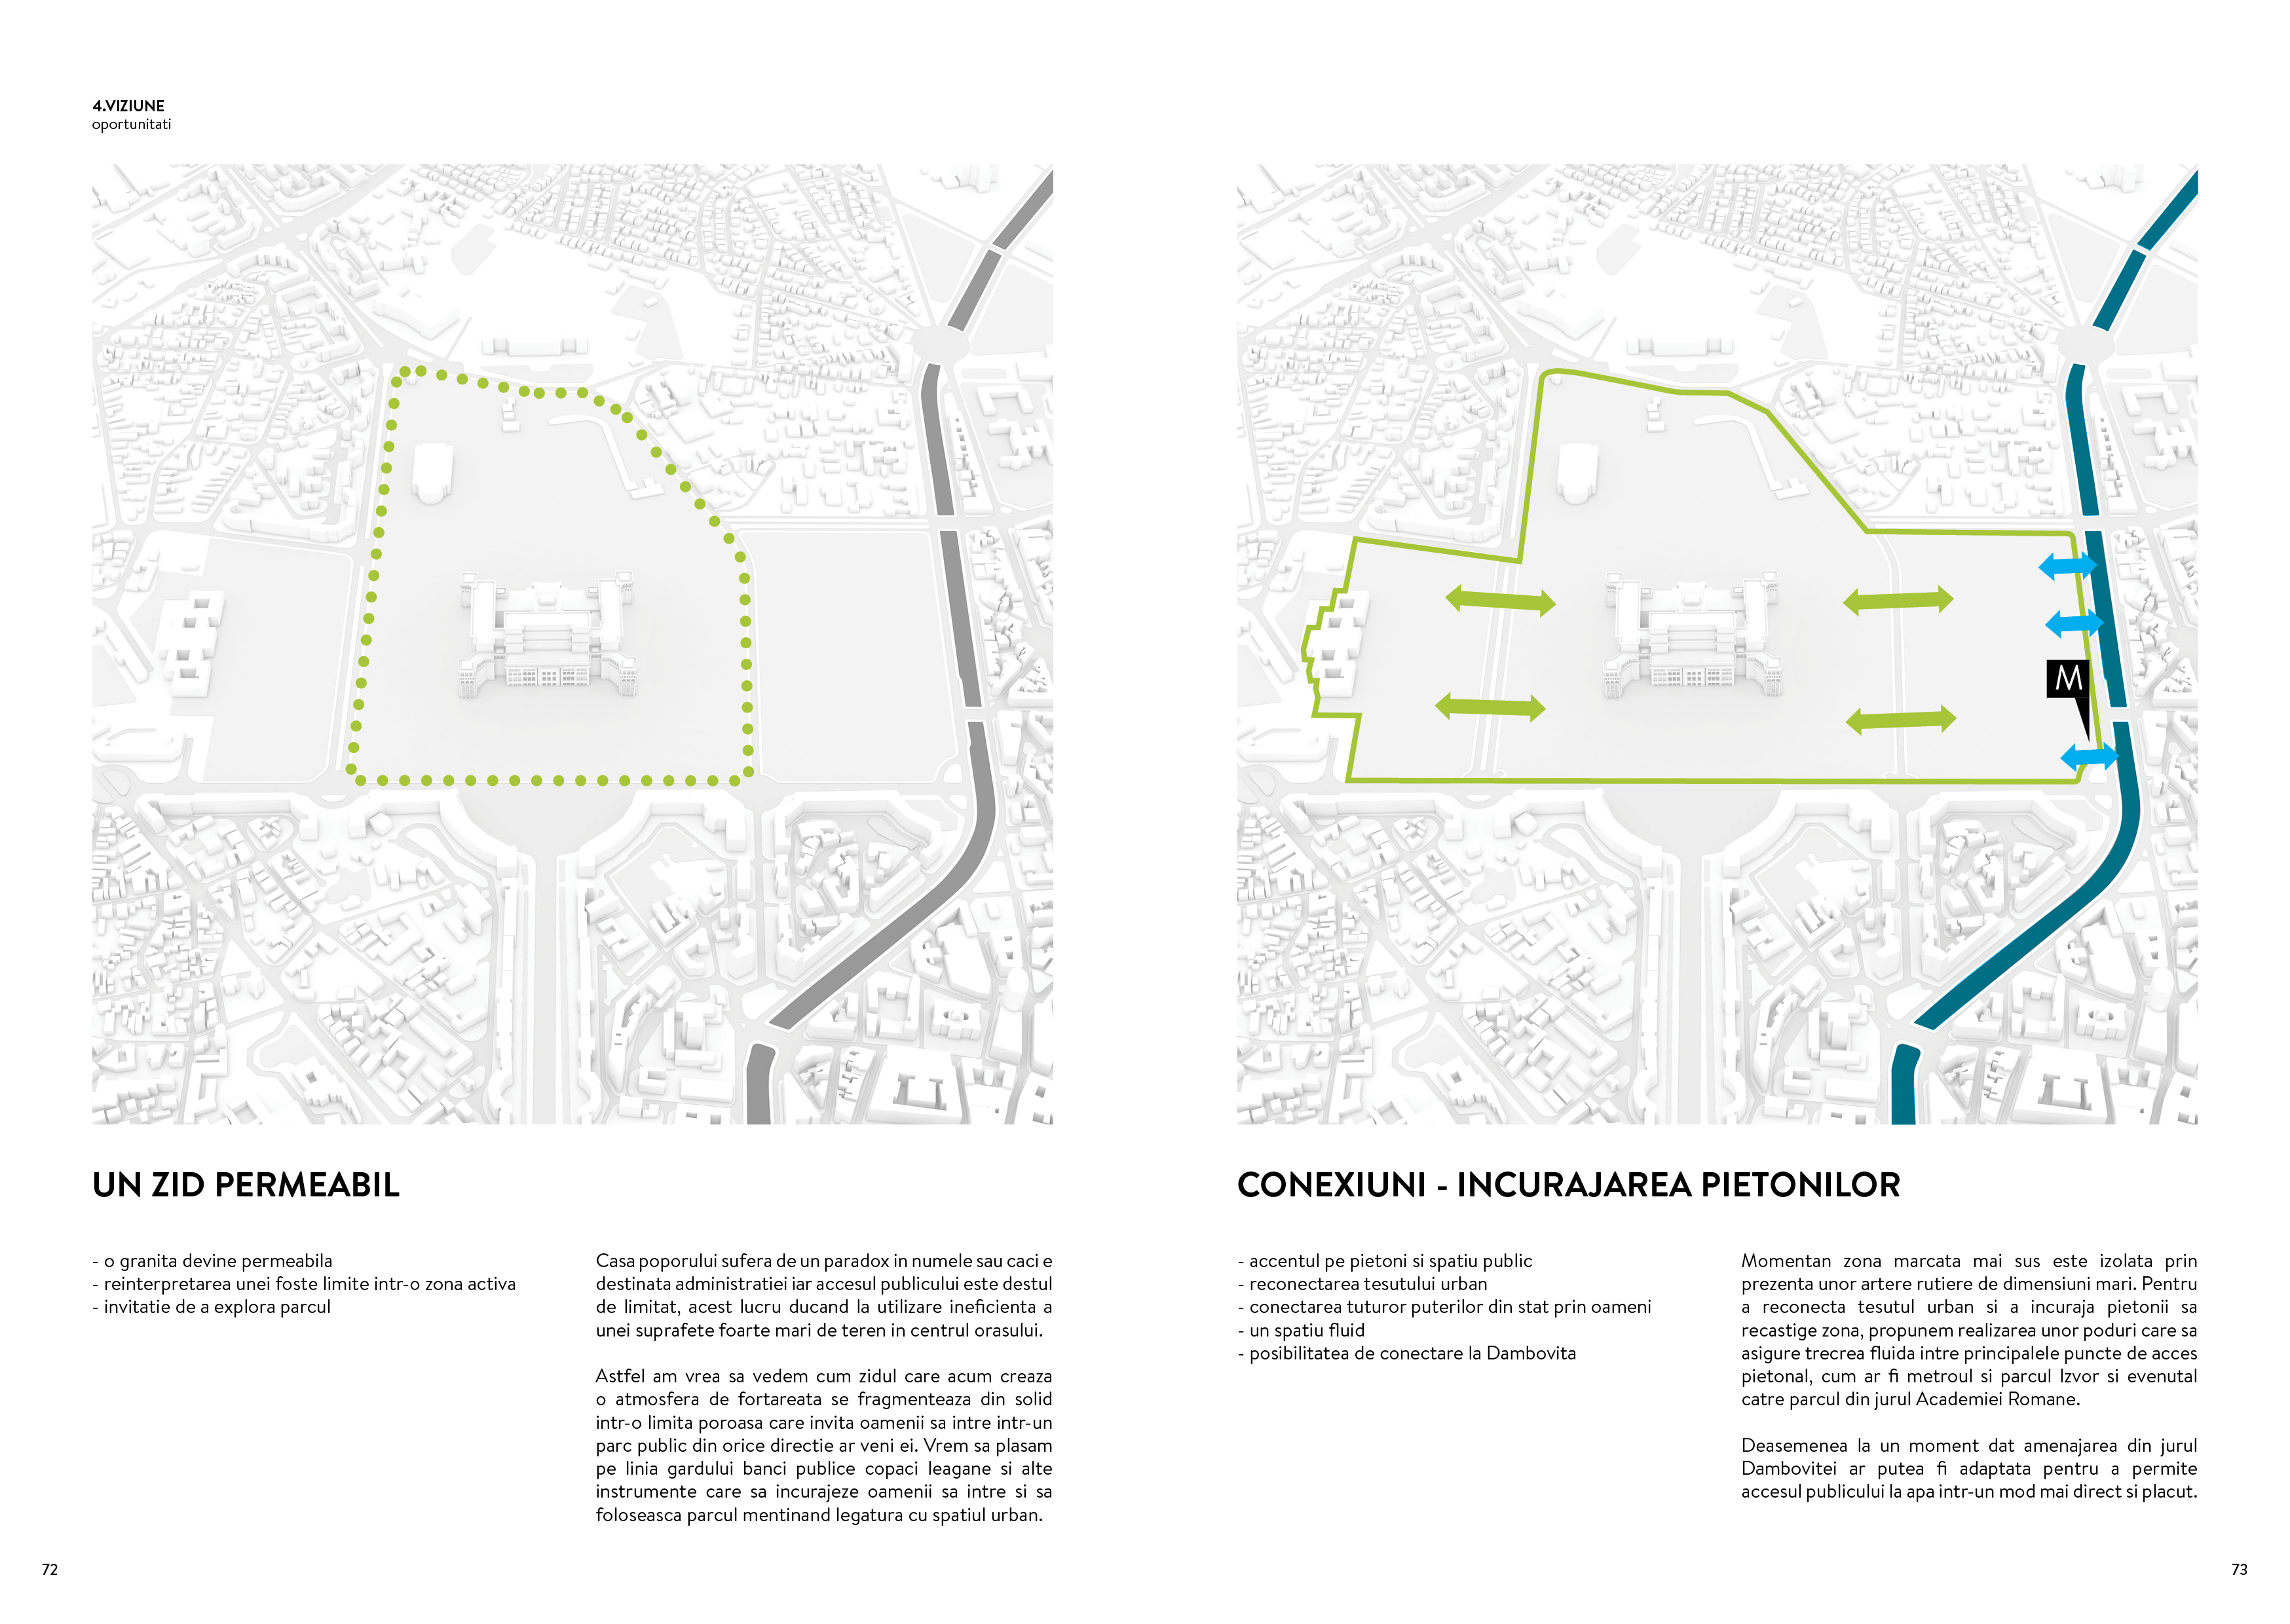 4.VIZIUNE
oportunitati
M
UN ZID PERMEABIL
- o granita devine permeabila
- reinterpretarea unei foste limite intr-o zona activa
- invitatie de a explora parcul
Casa poporului sufera de un paradox in numele sau caci e
destinata administratiei iar accesul publicului este destul
de limitat, acest lucru ducand la utilizare ineficienta a
unei suprafete foarte mari de teren in centrul orasului.
Astfel am vrea sa vedem cum zidul care acum creaza
o atmosfera de fortareata se fragmenteaza din solid
intr-o limita poroasa care invita oamenii sa intre intr-un
parc public din orice directie ar veni ei. Vrem sa plasam
pe linia gardului banci publice copaci leagane si alte
instrumente care sa incurajeze oamenii sa intre si sa
foloseasca parcul mentinand legatura cu spatiul urban.
72
CONEXIUNI - INCURAJAREA PIETONILOR
- accentul pe pietoni si spatiu public
- reconectarea tesutului urban
- conectarea tuturor puterilor din stat prin oameni
- un spatiu fluid
- posibilitatea de conectare la Dambovita
Momentan zona marcata mai sus este izolata prin
prezenta unor artere rutiere de dimensiuni mari. Pentru
a reconecta tesutul urban si a incuraja pietonii sa
recastige zona, propunem realizarea unor poduri care sa
asigure trecrea fluida intre principalele puncte de acces
pietonal, cum ar fi metroul si parcul Izvor si evenutal
catre parcul din jurul Academiei Romane.
Deasemenea la un moment dat amenajarea din jurul
Dambovitei ar putea fi adaptata pentru a permite
accesul publicului la apa intr-un mod mai direct si placut.
73